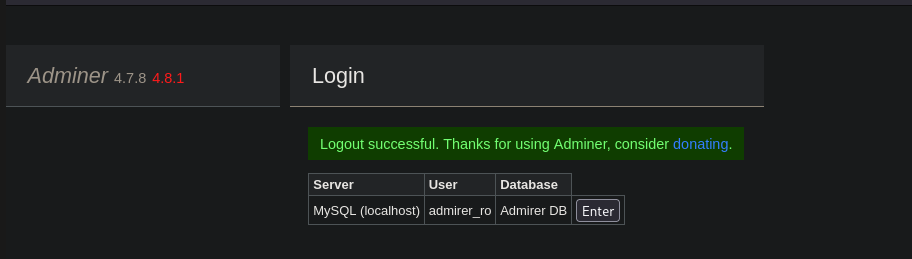 Adminer 4.7.8 4.8.1
Login
Logout successful. Thanks for using Adminer, consider donating.
Server User Database
MySQL (localhost) admirer_ro Admirer DB Enter